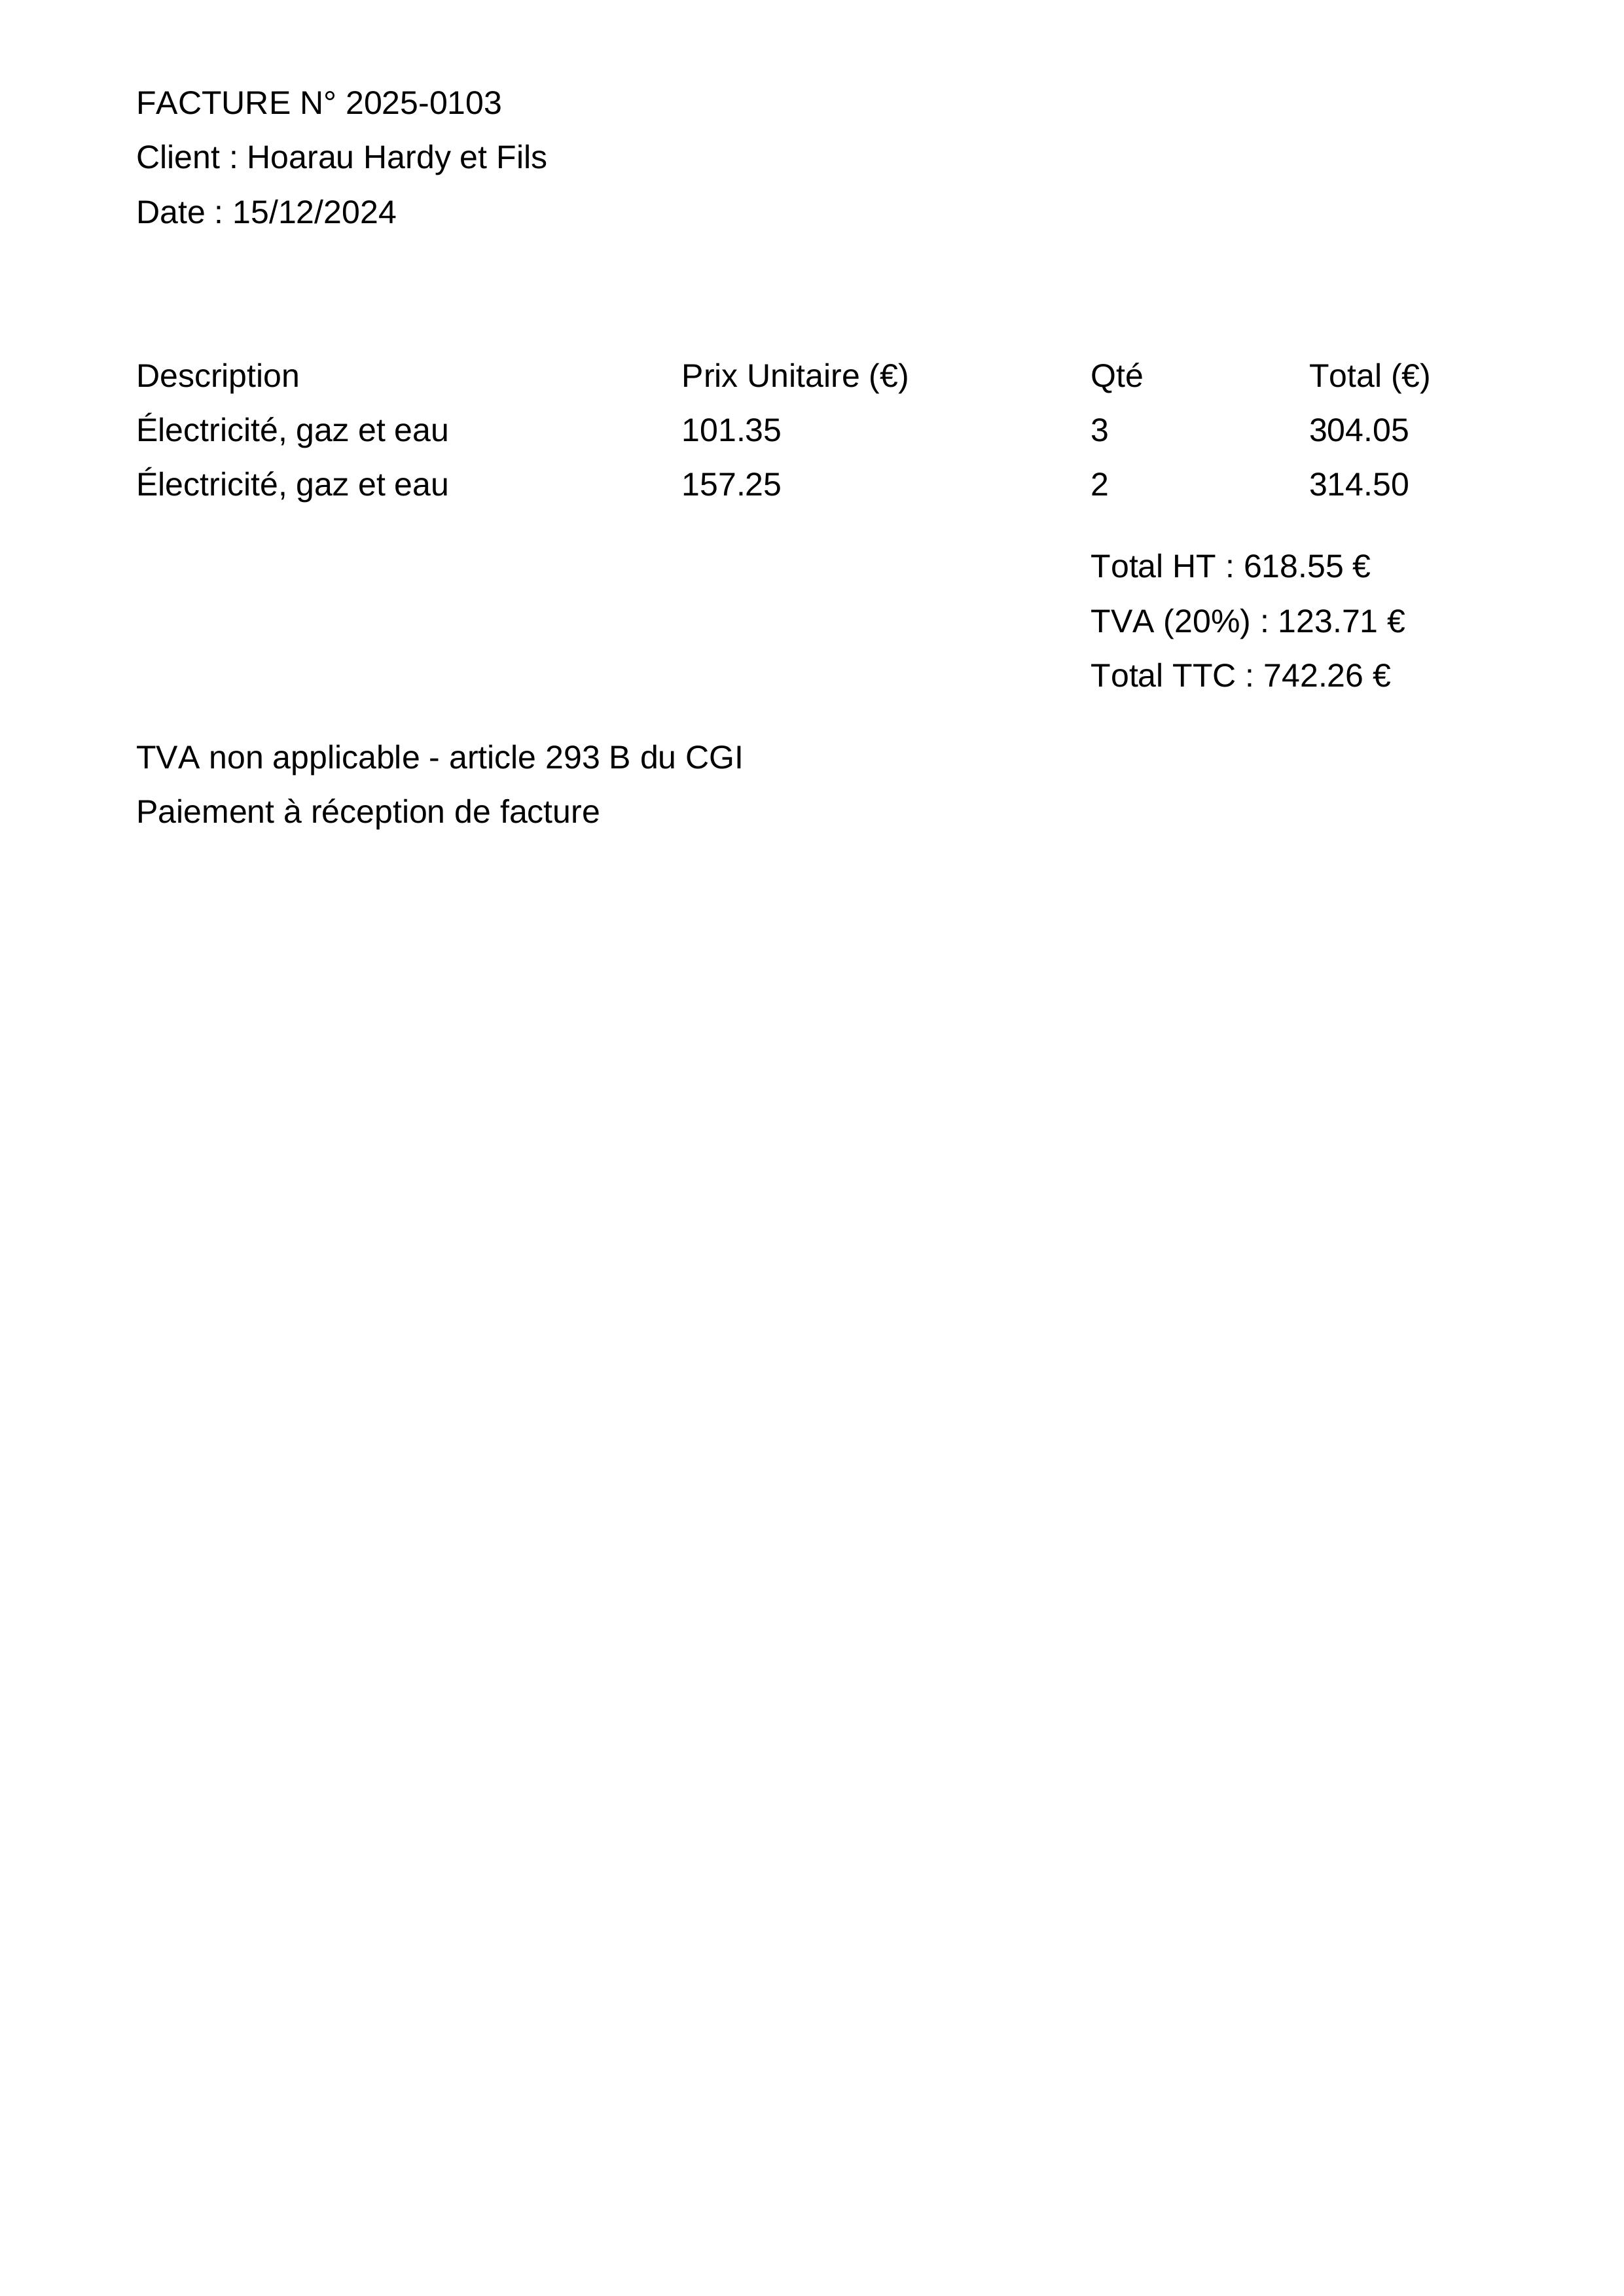 FACTURE N° 2025-0103
Client : Hoarau Hardy et Fils
Date : 15/12/2024
Description Prix Unitaire (€) Qté Total (€)
Électricité, gaz et eau 101.35 3 304.05
Électricité, gaz et eau 157.25 2 314.50
Total HT : 618.55 €
TVA (20%) : 123.71 €
Total TTC : 742.26 €
TVA non applicable - article 293 B du CGI
Paiement à réception de facture